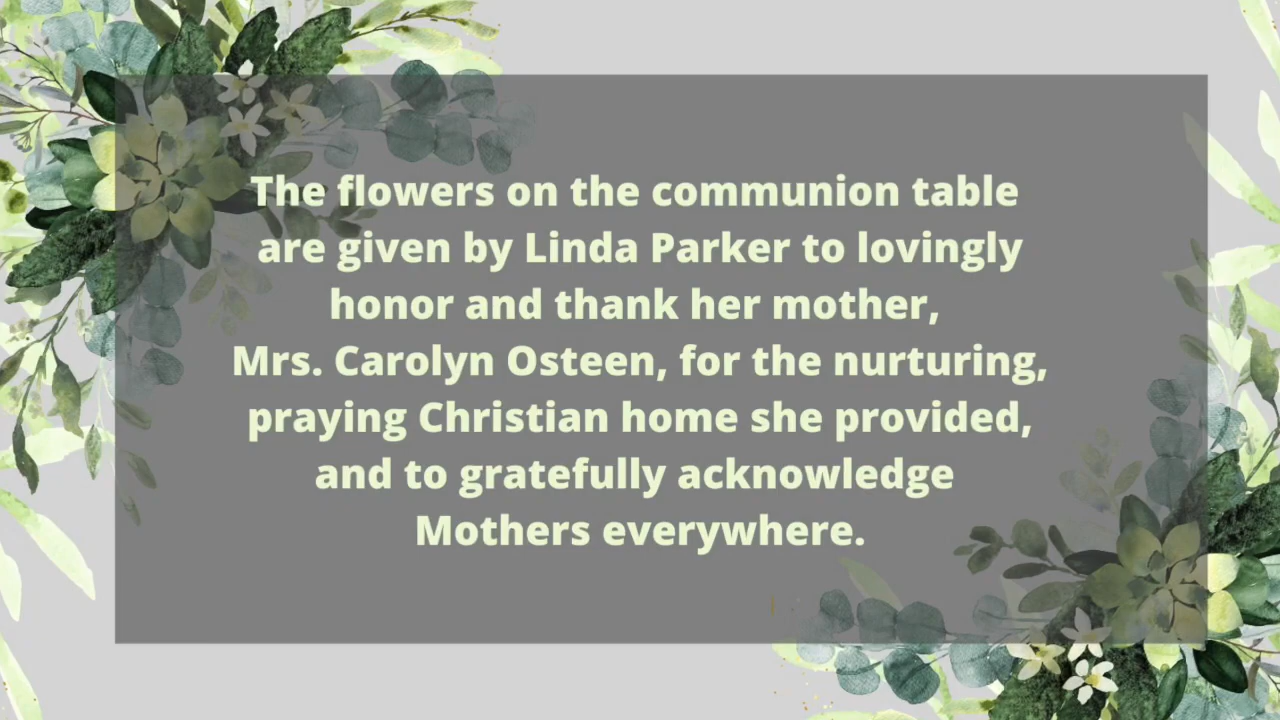 The flowers on the communion table
are given by Linda Parker to lovingly
honor and thank her mother,
Mrs. Carolyn Osteen, for the nurturing,
praying Christian home she provided,
and to gratefully acknowledge
Mothers everywhere.